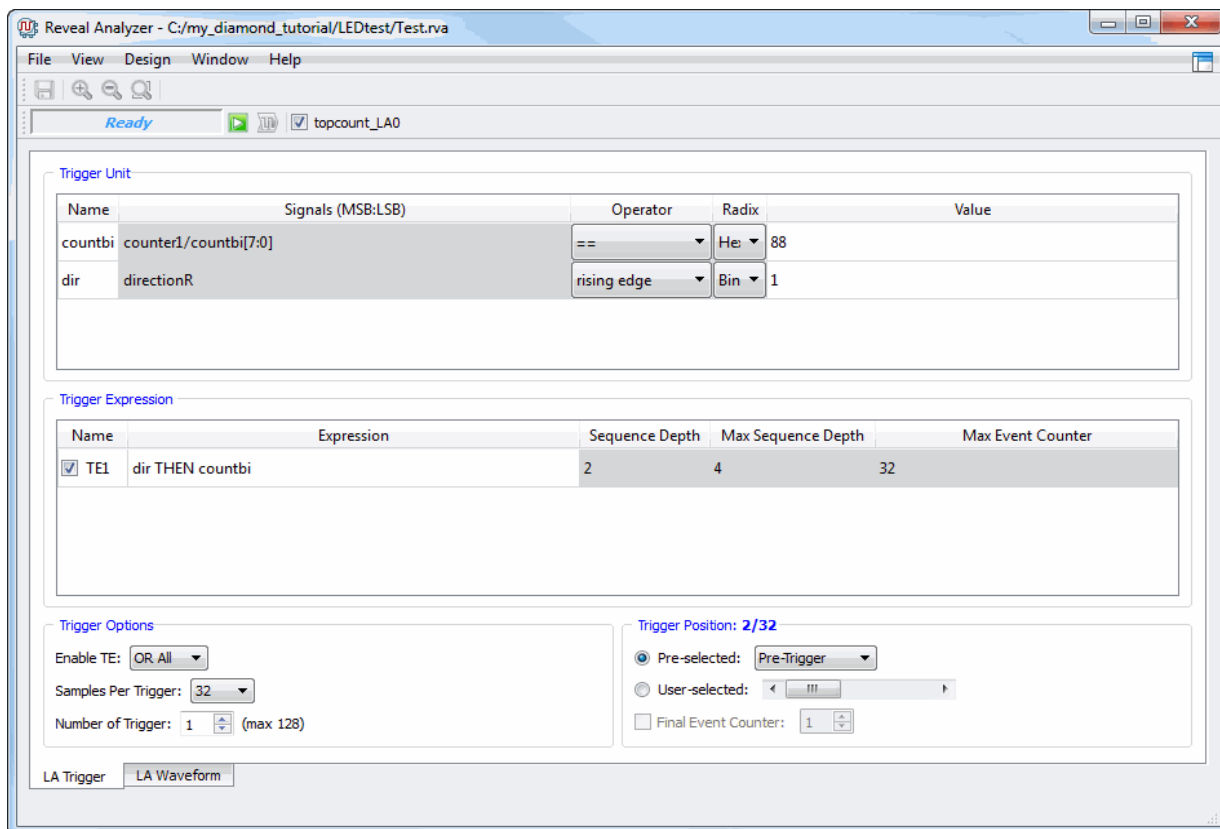 Reveal Analyzer - C:/my_diamond_tutorial/LEDtest/Test.rva
File View Design Window Help
Ready topcount_LA0
Trigger Unit
Name Signals (MSB:LSB) Operator Radix Value
countbi counter1/countbi[7:0] == He 88
dir directionR rising edge Bin 1
Trigger Expression
Name Expression Sequence Depth Max Sequence Depth Max Event Counter
TE1 dir THEN countbi 2 4 32
Trigger Options
Enable TE: OR All
Samples Per Trigger: 32
Number of Trigger: 1 (max 128)
Trigger Position: 2/32
Pre-selected: Pre-Trigger
User-selected:
Final Event Counter: 1
LA Trigger LA Waveform